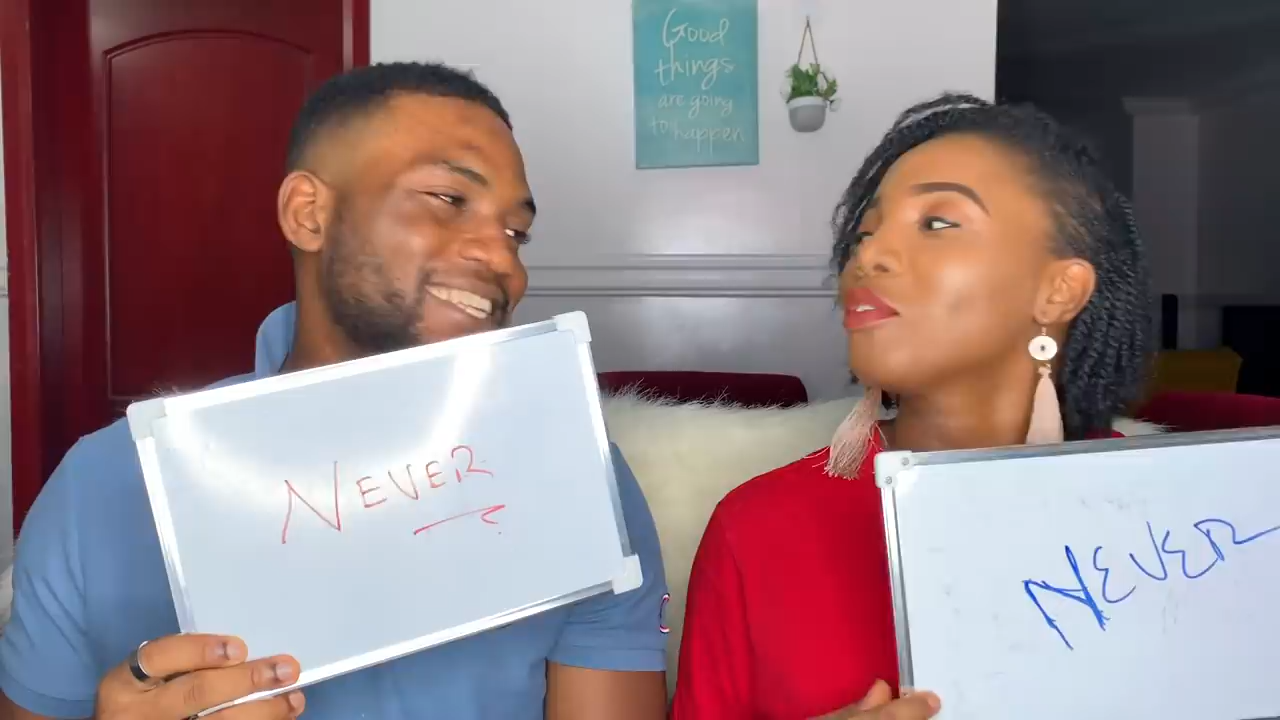 Good
things
are going
to happen
NEVER
NEVER